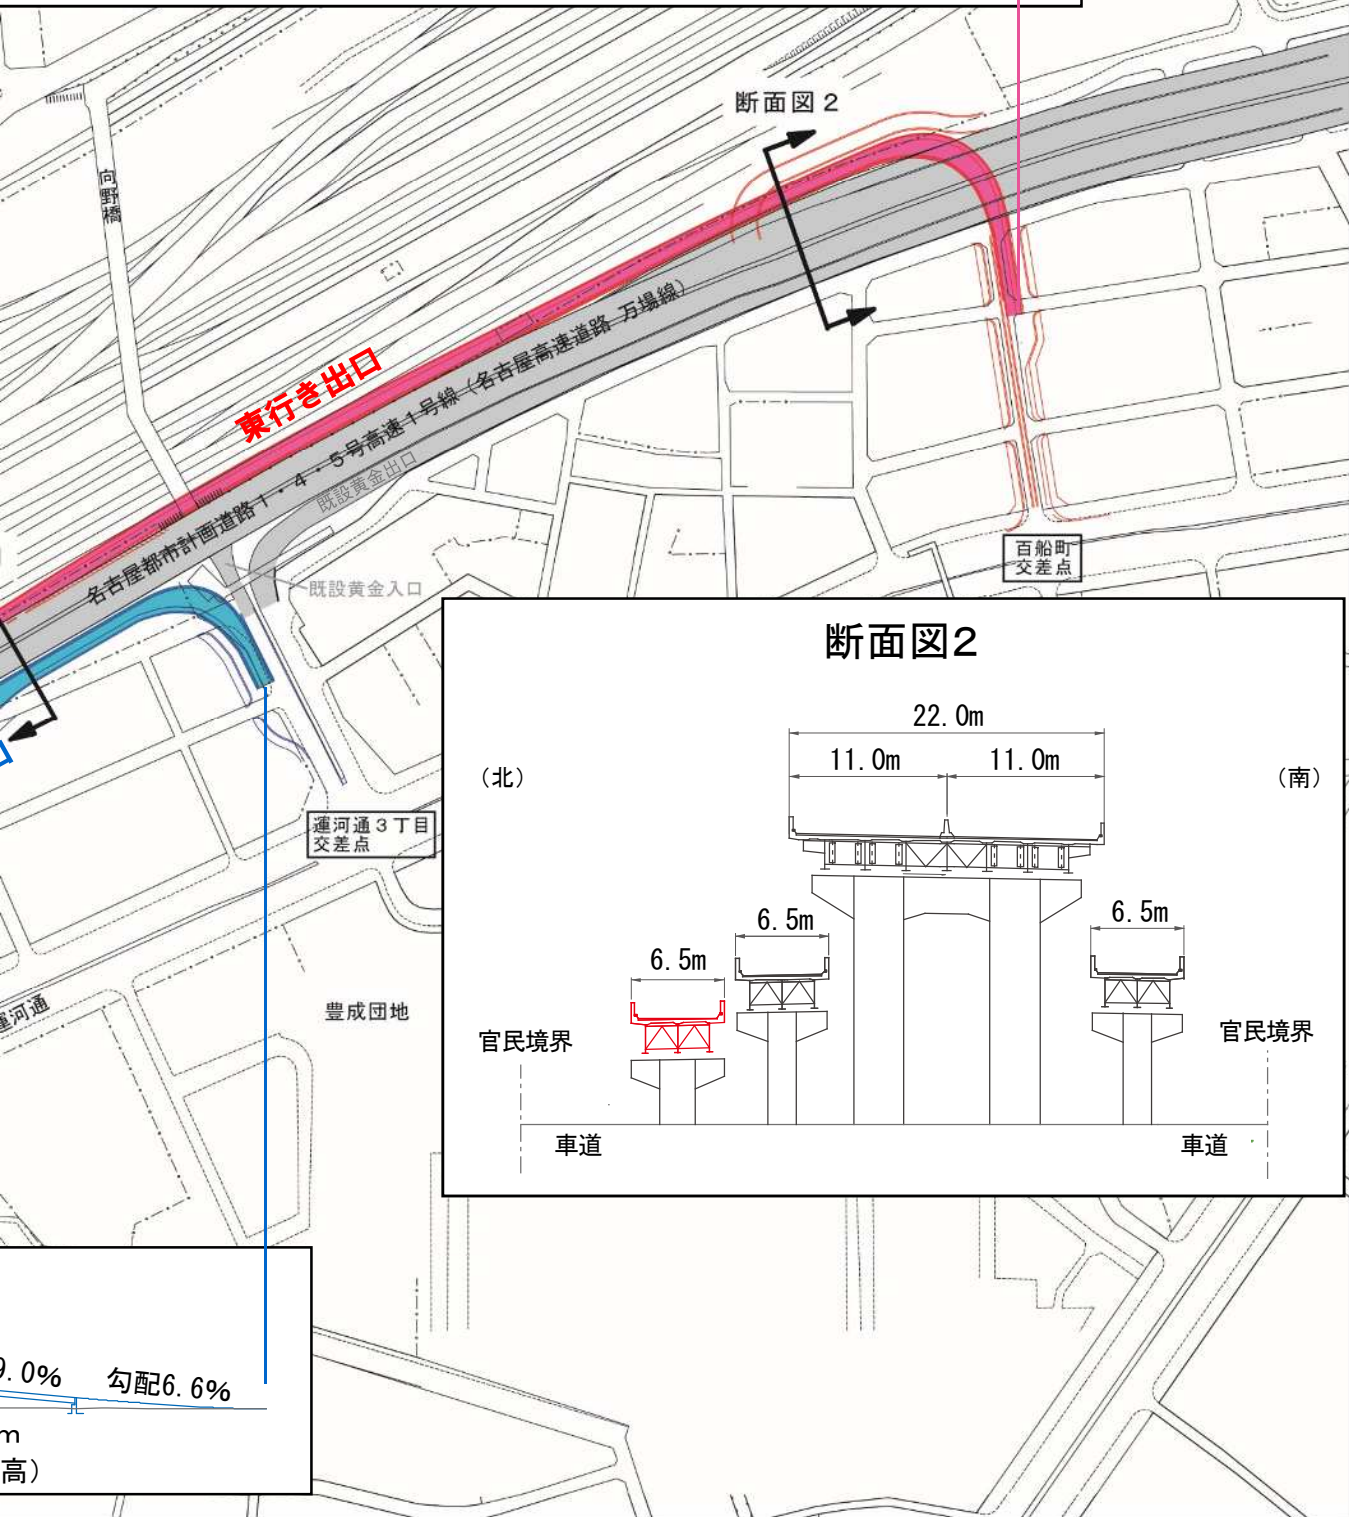 断面図２
向野橋
東行き出口
名古屋都市計画道路１・４・５号高速１号線（名古屋高速道路 万場線）
既設黄金出口
既設黄金入口
百船町
交差点
運河通３丁目
交差点
運河通
豊成団地
口
断面図2
22.0m
11.0m
11.0m
（北）
（南）
6.5m
6.5m
6.5m
官民境界
官民境界
車道
車道
9.0%
勾配6.6%
m
高）